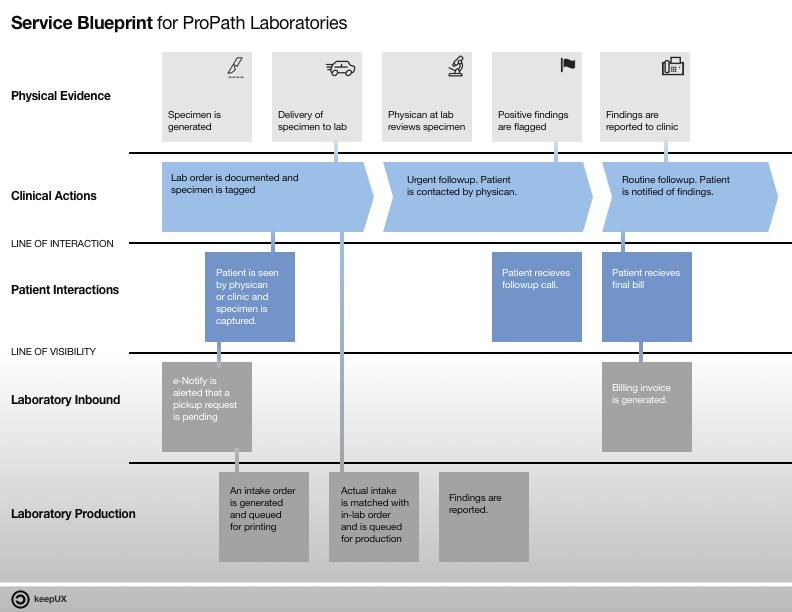 Service Blueprint for ProPath Laboratories
Physical Evidence
Specimen is
generated
Delivery of
specimen to lab
Physican at lab
reviews specimen
Positive findings
are flagged
Findings are
reported to clinic
Clinical Actions
Lab order is documented and
specimen is tagged
Urgent followup. Patient
is contacted by physican.
Routine followup. Patient
is notified of findings.
LINE OF INTERACTION
Patient Interactions
Patient is seen
by physican
or clinic and
specimen is
captured.
Patient recieves
followup call.
Patient recieves
final bill
LINE OF VISIBILITY
Laboratory Inbound
e-Notify is
alerted that a
pickup request
is pending
Billing invoice
is generated.
Laboratory Production
An intake order
is generated
and queued
for printing
Actual intake
is matched with
in-lab order
and is queued
for production
Findings are
reported.
keepUX